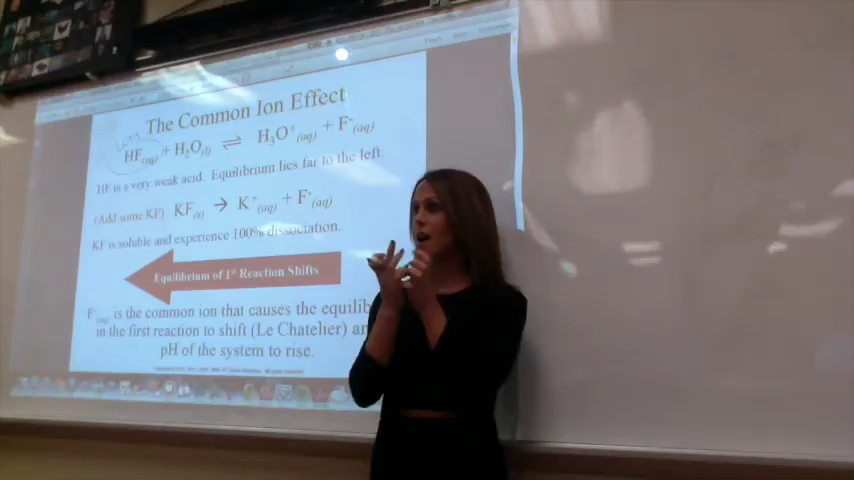 The Common Ion Effect
HF(aq) + H₂O(l) ⇌ H₃O⁺(aq) + F⁻(aq)
HF is a very weak acid. Equilibrium lies far to the left.
(Add some KF) KF(s) → K⁺(aq) + F⁻(aq)
KF is soluble and experience 100% dissociation.
Equilibrium of 1st Reaction Shifts
F⁻(aq) is the common ion that causes the equilib
in the first reaction to shift (Le Chatelier) an
pH of the system to rise.